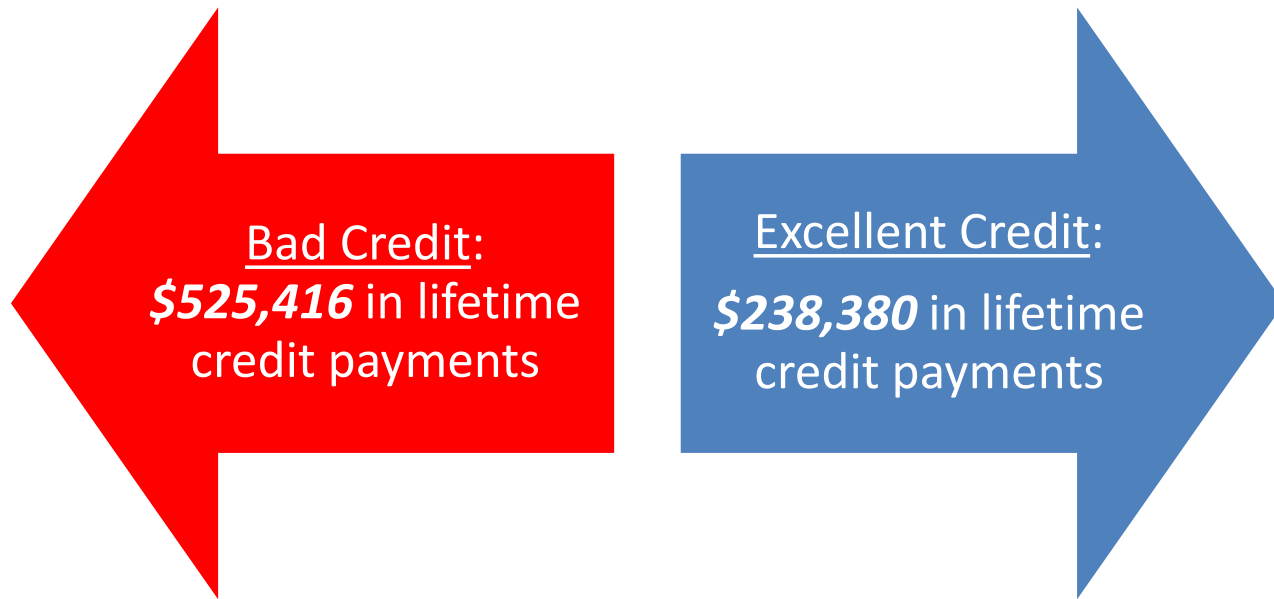 Bad Credit:
$525,416 in lifetime
credit payments
Excellent Credit:
$238,380 in lifetime
credit payments